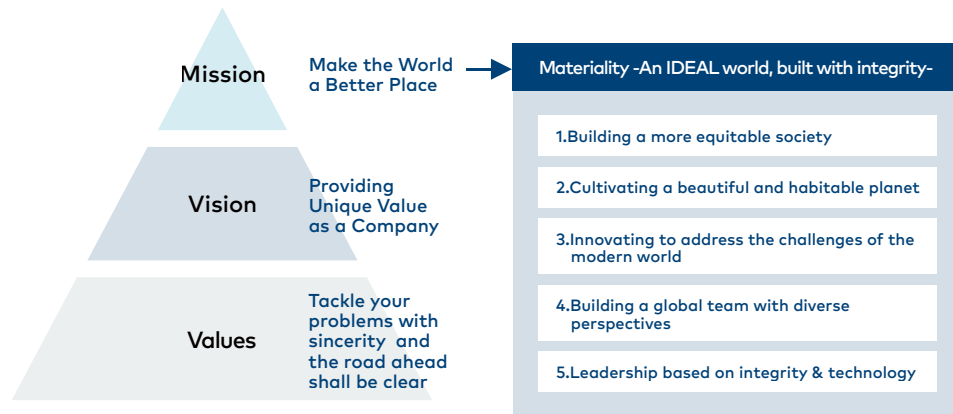 Mission
Make the World
a Better Place
Vision
Providing
Unique Value
as a Company
Values
Tackle your
problems with
sincerity and
the road ahead
shall be clear
Materiality -An IDEAL world, built with integrity-
1.Building a more equitable society
2.Cultivating a beautiful and habitable planet
3.Innovating to address the challenges of the
modern world
4.Building a global team with diverse
perspectives
5.Leadership based on integrity & technology